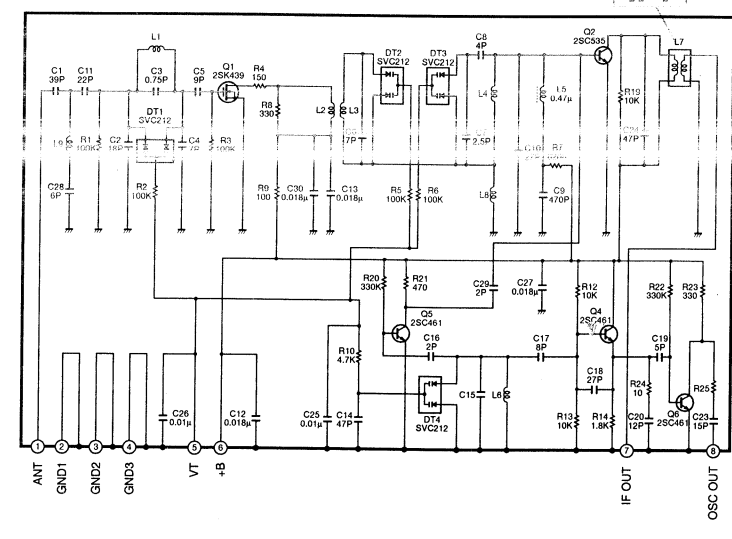 L1
C1
39P
C11
22P
C3
0.75P
C5
9P
Q1
2SK439
R4
150
R8
330
L2
L3
DT2
SVC212
DT3
SVC212
C8
4P
Q2
2SC535
L7
L4
L5
0.47μ
R19
10K
DT1
SVC212
L9
R1
100K
C2
18P
C4
7P
R3
100K
7P
2.5P
R7
47P
C28
6P
R2
100K
R9
100
C30
0.018μ
C13
0.018μ
R5
100K
R6
100K
L8
C9
470P
R20
330K
R21
470
C29
2P
C27
0.018μ
R12
10K
R22
330K
R23
330
Q5
2SC461
Q4
2SC461
R10
4.7K
C16
2P
C17
8P
C19
5P
C18
27P
R24
10
R25
C26
0.01μ
C12
0.018μ
C25
0.01μ
C14
47P
DT4
SVC212
C15
L6
R13
10K
R14
1.8K
C20
12P
Q6
2SC461
C23
15P
1
2
3
4
5
6
7
8
ANT
GND1
GND2
GND3
VT
+B
IF OUT
OSC OUT